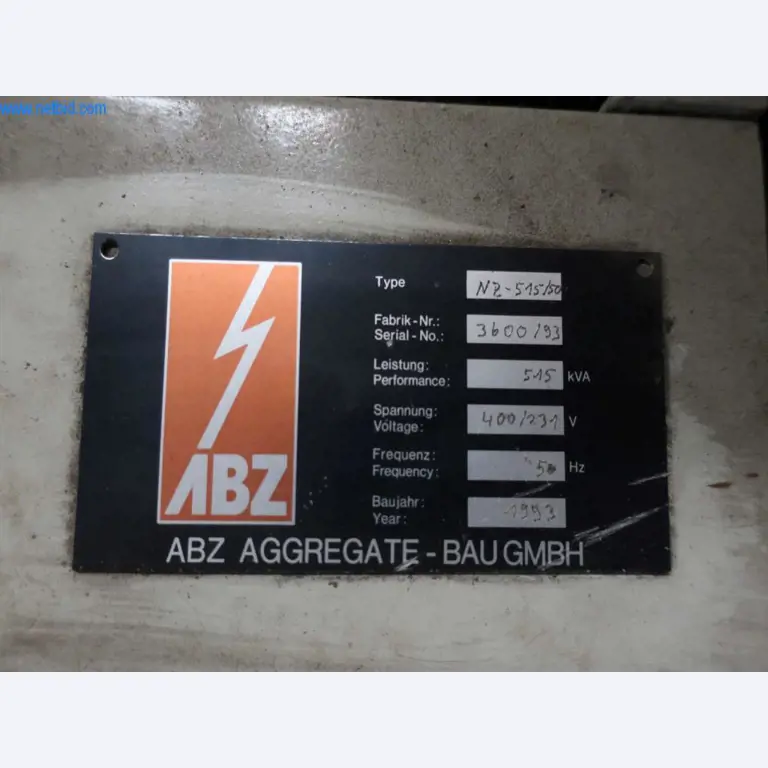 www.netbid.com
Type NZ-515/50
Fabrik-Nr.:
Serial-No.: 3600/93
Leistung:
Performance: 515 kVA
Spannung:
Voltage: 400/231 V
Frequenz:
Frequency: 50 Hz
Baujahr:
Year: 1993
ABZ
ABZ AGGREGATE-BAU GMBH